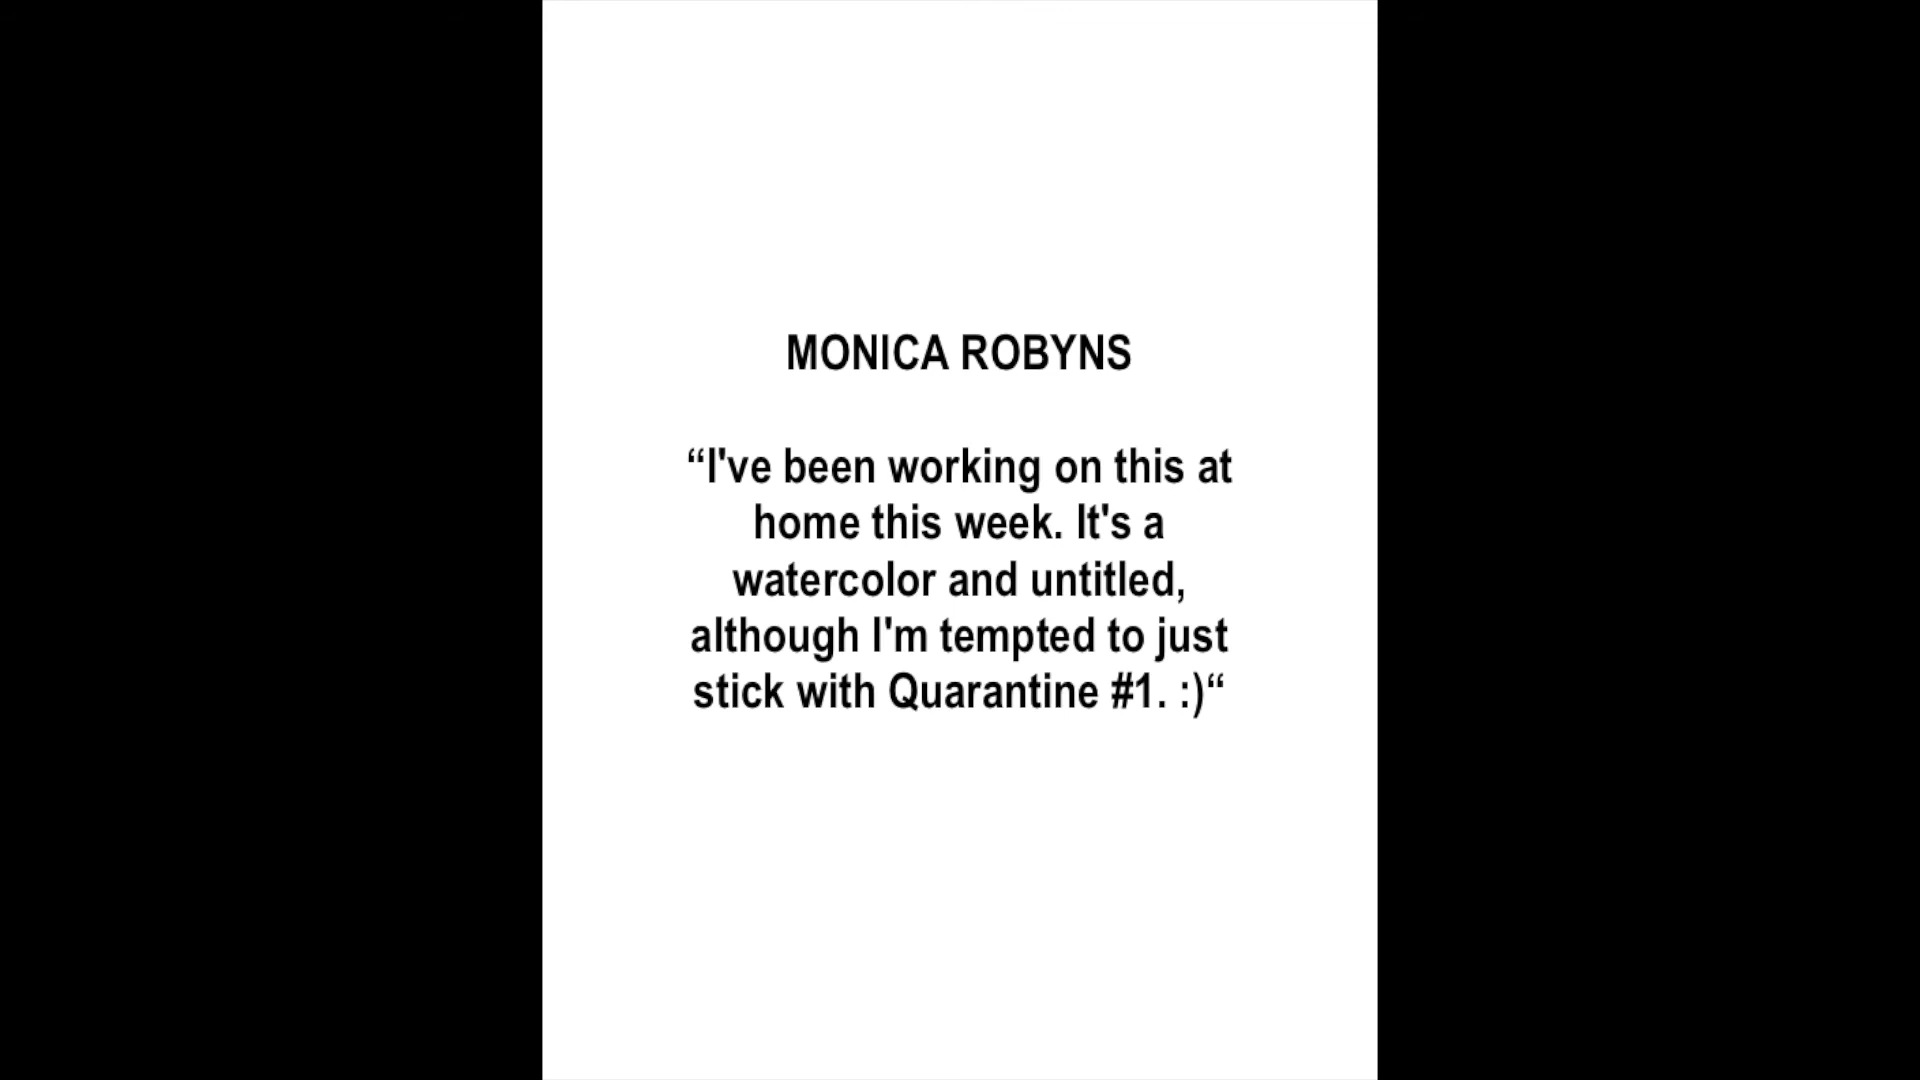 MONICA ROBYNS
“I've been working on this at
home this week. It's a
watercolor and untitled,
although I'm tempted to just
stick with Quarantine #1. :)“